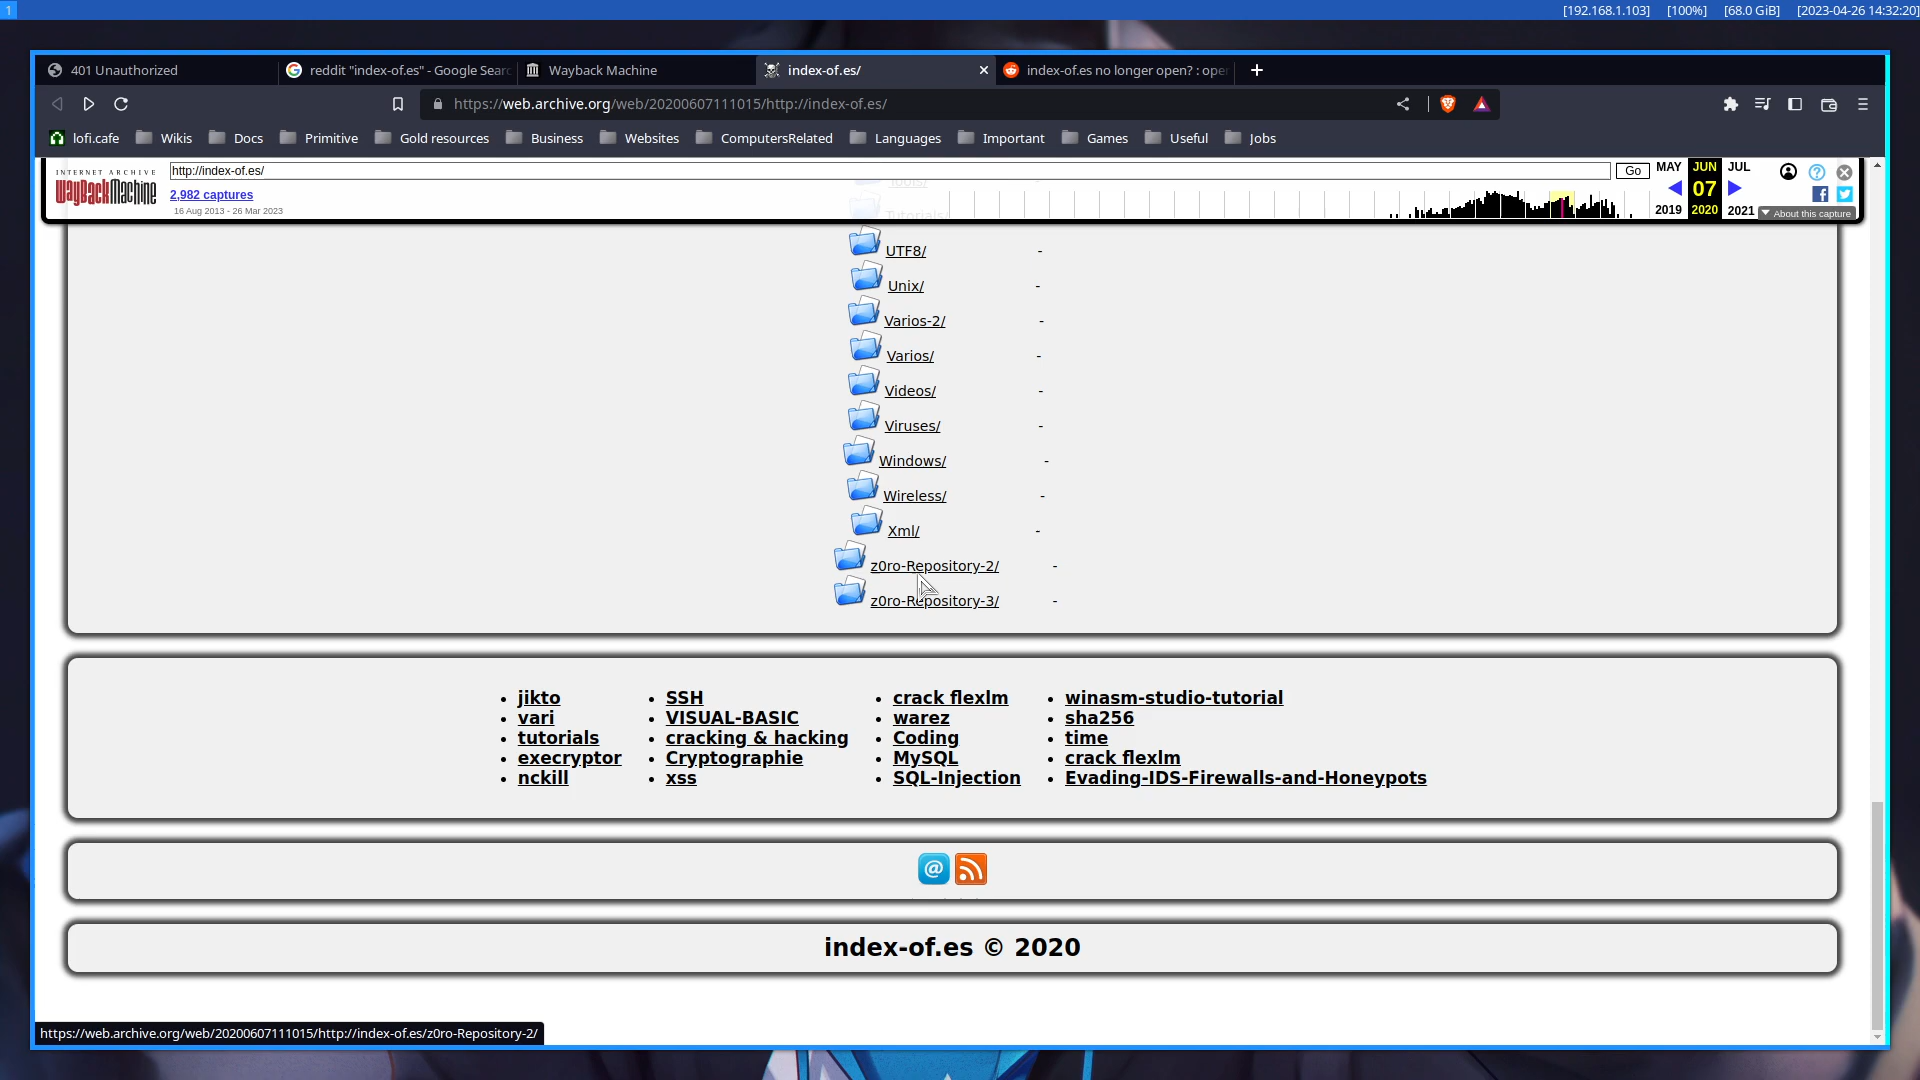 1
[192.168.1.103] [100%] [68.0 GiB] [2023-04-26 14:32:20]
401 Unauthorized
reddit "index-of.es" - Google Searc
Wayback Machine
index-of.es/
index-of.es no longer open? : oper
https://web.archive.org/web/20200607111015/http://index-of.es/
lofi.cafe Wikis Docs Primitive Gold resources Business Websites ComputersRelated Languages Important Games Useful Jobs
INTERNET ARCHIVE
WayBackMachine
http://index-of.es/
Go
2,982 captures
16 Aug 2013 - 26 Mar 2023
MAY JUN JUL
07
2019 2020 2021
About this capture
Tools/
Tutorials/
UTF8/ -
Unix/ -
Varios-2/ -
Varios/ -
Videos/ -
Viruses/ -
Windows/ -
Wireless/ -
Xml/ -
z0ro-Repository-2/ -
z0ro-Repository-3/ -
• jikto
• vari
• tutorials
• execryptor
• nckill
• SSH
• VISUAL-BASIC
• cracking & hacking
• Cryptographie
• xss
• crack flexlm
• warez
• Coding
• MySQL
• SQL-Injection
• winasm-studio-tutorial
• sha256
• time
• crack flexlm
• Evading-IDS-Firewalls-and-Honeypots
index-of.es © 2020
https://web.archive.org/web/20200607111015/http://index-of.es/z0ro-Repository-2/